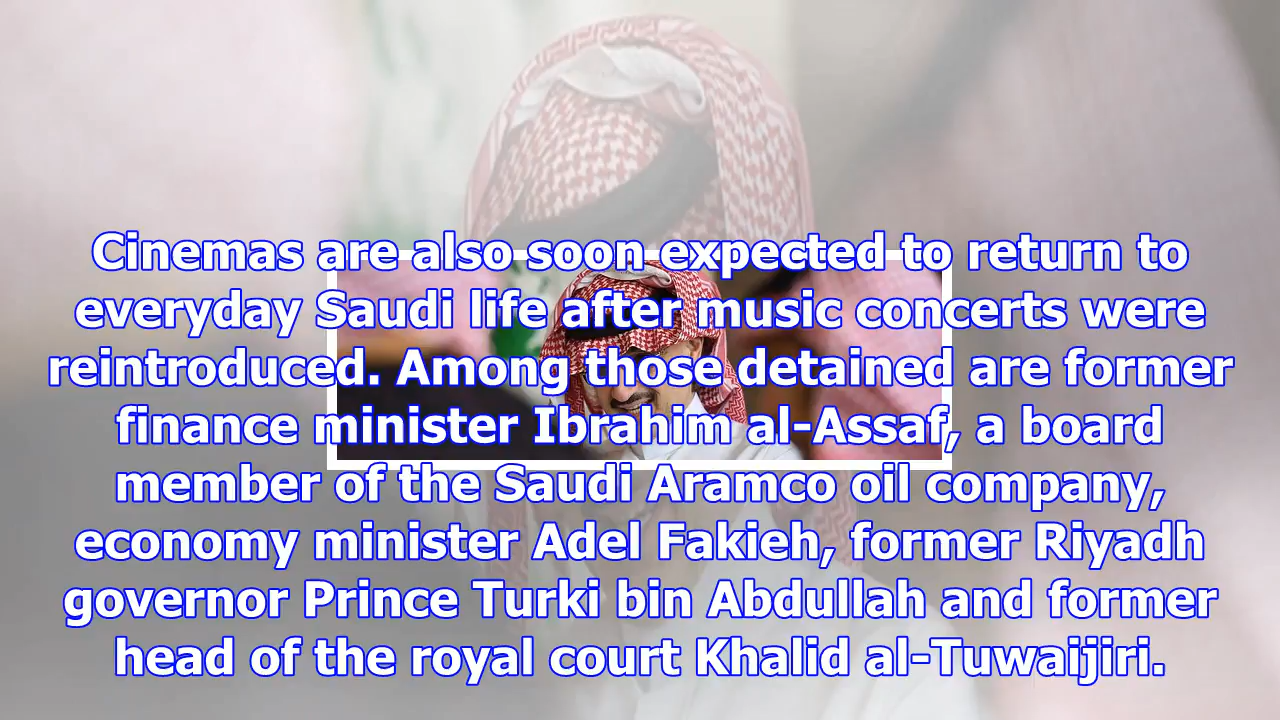 Cinemas are also soon expected to return to
everyday Saudi life after music concerts were
reintroduced. Among those detained are former
finance minister Ibrahim al-Assaf, a board
member of the Saudi Aramco oil company,
economy minister Adel Fakieh, former Riyadh
governor Prince Turki bin Abdullah and former
head of the royal court Khalid al-Tuwaijiri.